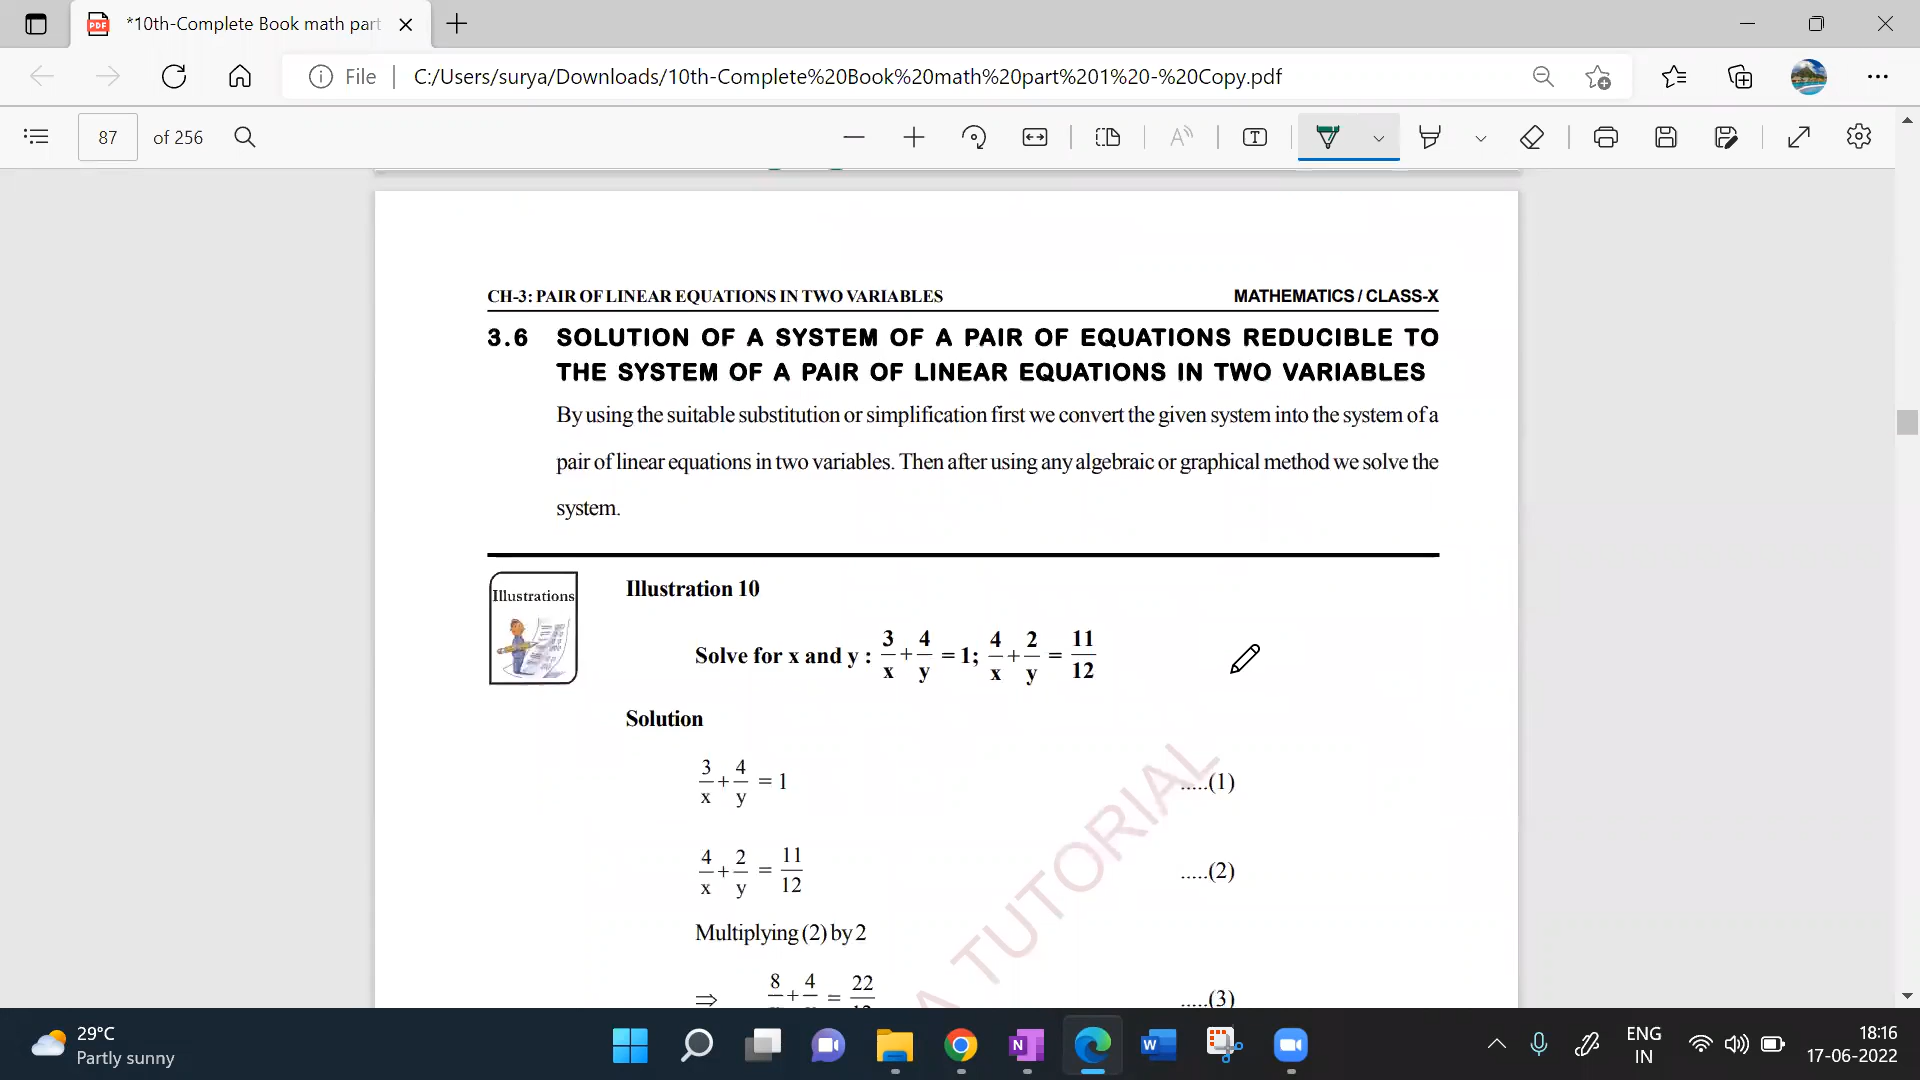 *10th-Complete Book math part
File
C:/Users/surya/Downloads/10th-Complete%20Book%20math%20part%201%20-%20Copy.pdf
87 of 256
CH-3: PAIR OF LINEAR EQUATIONS IN TWO VARIABLES MATHEMATICS / CLASS-X
3.6 SOLUTION OF A SYSTEM OF A PAIR OF EQUATIONS REDUCIBLE TO
THE SYSTEM OF A PAIR OF LINEAR EQUATIONS IN TWO VARIABLES
By using the suitable substitution or simplification first we convert the given system into the system of a
pair of linear equations in two variables. Then after using any algebraic or graphical method we solve the
system.
Illustrations
Illustration 10
Solve for x and y : 3/x + 4/y = 1; 4/x + 2/y = 11/12
Solution
3/x + 4/y = 1 .....(1)
4/x + 2/y = 11/12 .....(2)
Multiplying (2) by 2
⇒ 8 + 4 = 22 .....(3)
A TUTORIAL
29°C
Partly sunny
ENG
IN
18:16
17-06-2022